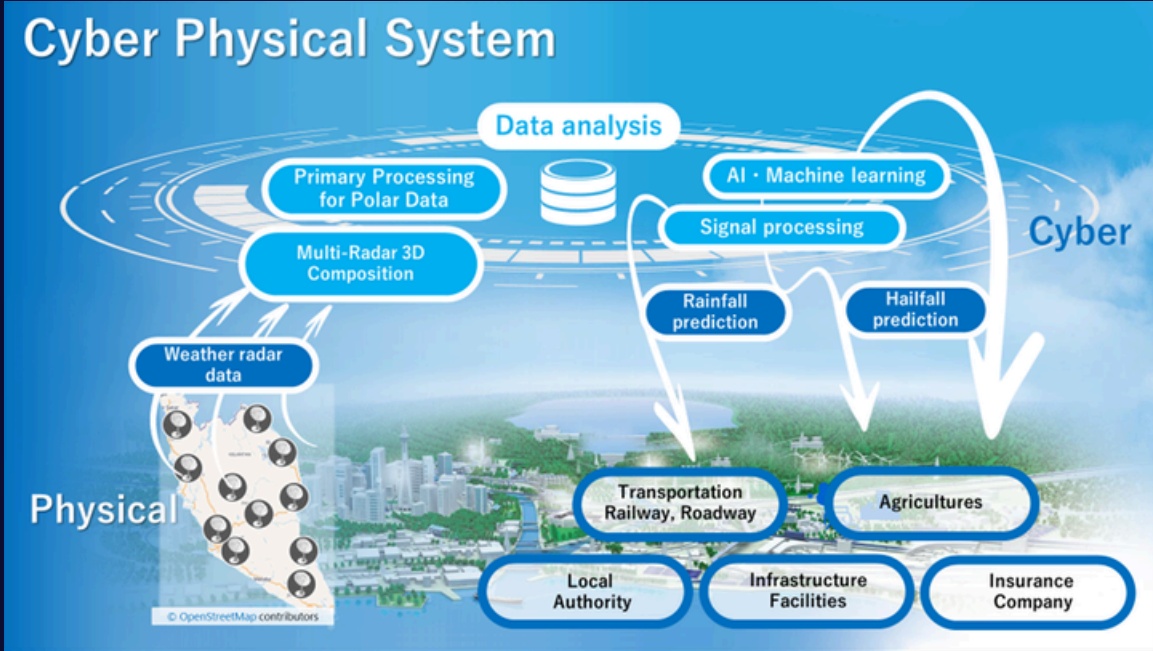 Cyber Physical System
Data analysis
Primary Processing
for Polar Data
Multi-Radar 3D
Composition
AI・Machine learning
Signal processing
Cyber
Rainfall
prediction
Hailfall
prediction
Weather radar
data
Physical
Transportation
Railway, Roadway
Agricultures
Local
Authority
Infrastructure
Facilities
Insurance
Company
© OpenStreetMap contributors